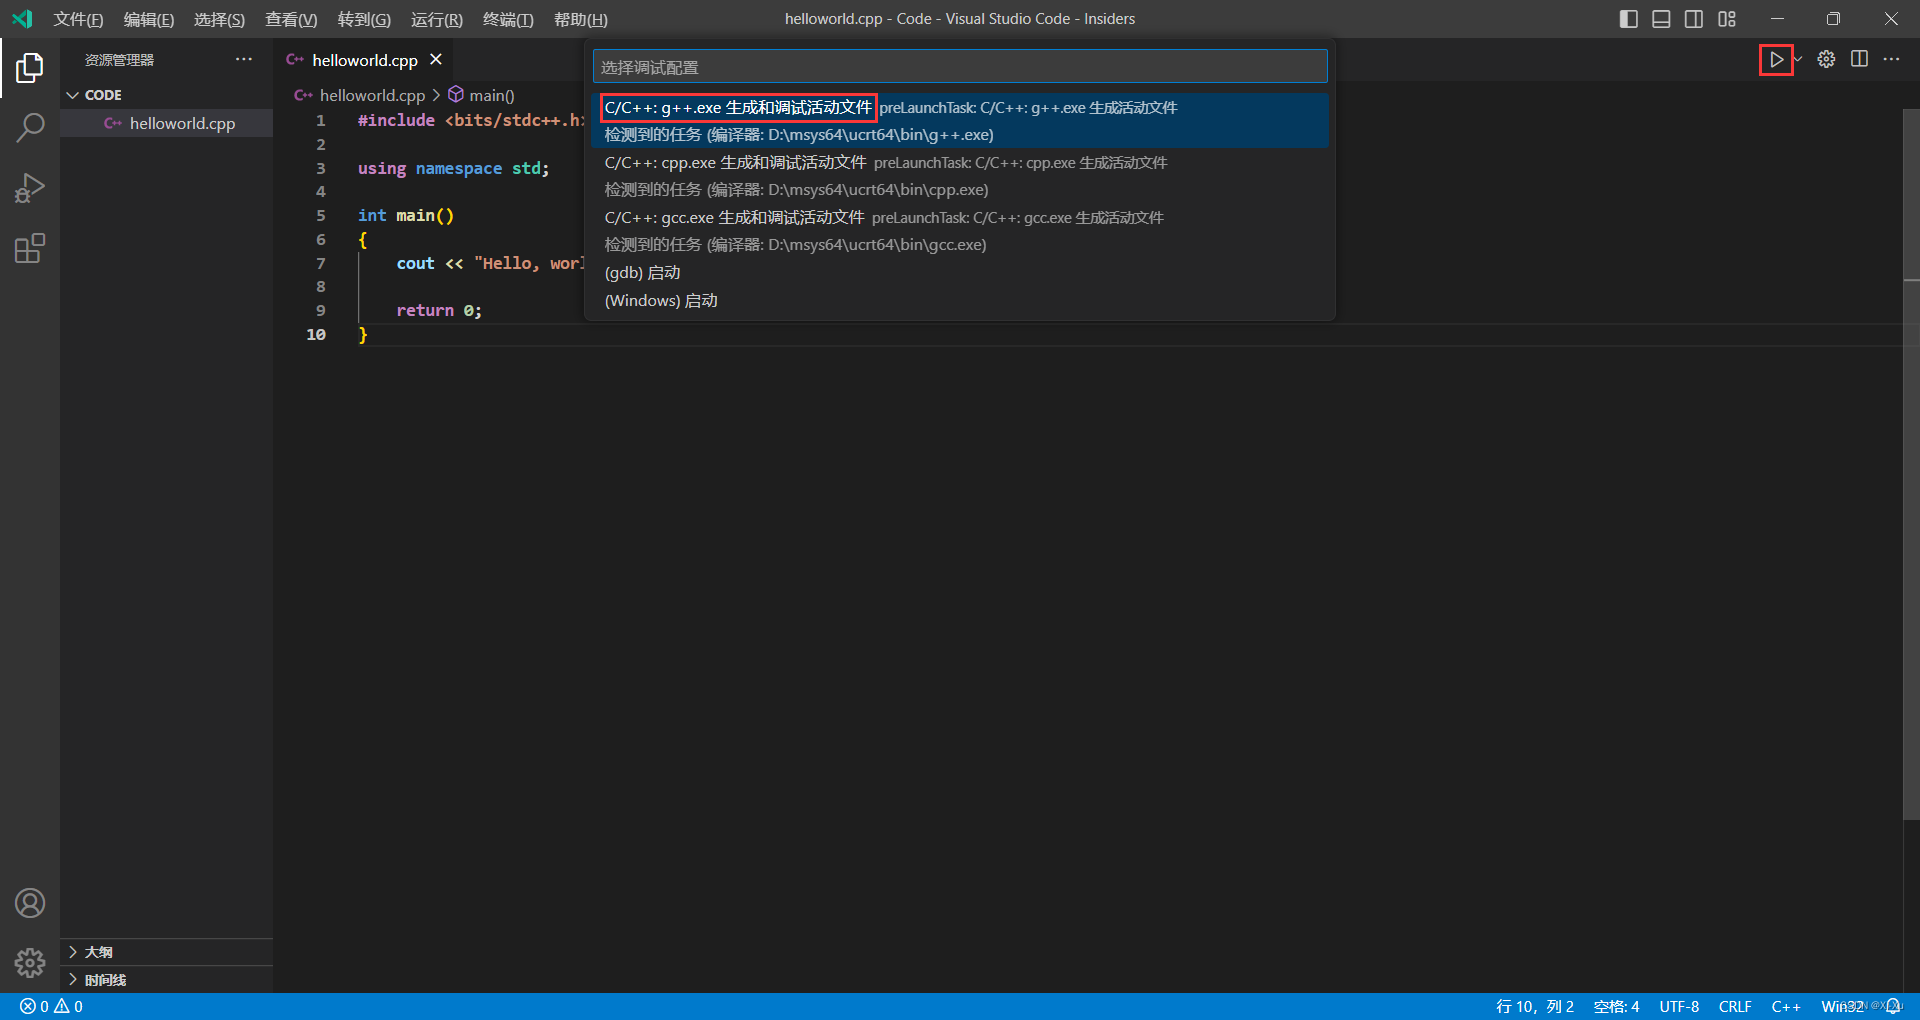 文件(F) 编辑(E) 选择(S) 查看(V) 转到(G) 运行(R) 终端(T) 帮助(H)
helloworld.cpp - Code - Visual Studio Code - Insiders
资源管理器
CODE
helloworld.cpp
helloworld.cpp
helloworld.cpp > main()
选择调试配置
C/C++: g++.exe 生成和调试活动文件 preLaunchTask: C/C++: g++.exe 生成活动文件
检测到的任务 (编译器: D:\msys64\ucrt64\bin\g++.exe)
C/C++: cpp.exe 生成和调试活动文件 preLaunchTask: C/C++: cpp.exe 生成活动文件
检测到的任务 (编译器: D:\msys64\ucrt64\bin\cpp.exe)
C/C++: gcc.exe 生成和调试活动文件 preLaunchTask: C/C++: gcc.exe 生成活动文件
检测到的任务 (编译器: D:\msys64\ucrt64\bin\gcc.exe)
(gdb) 启动
(Windows) 启动
1 #include <bits/stdc++.h>
2
3 using namespace std;
4
5 int main()
6 {
7 cout << "Hello, worl
8
9 return 0;
10 }
大纲
时间线
0 0
行 10，列 2 空格: 4 UTF-8 CRLF C++ Win32